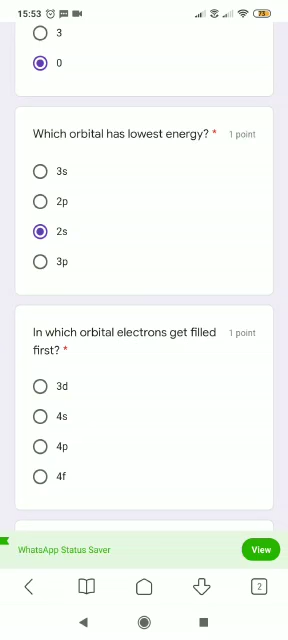 15:53 75
3
0
Which orbital has lowest energy? * 1 point
3s
2p
2s
3p
In which orbital electrons get filled 1 point
first? *
3d
4s
4p
4f
WhatsApp Status Saver View
2